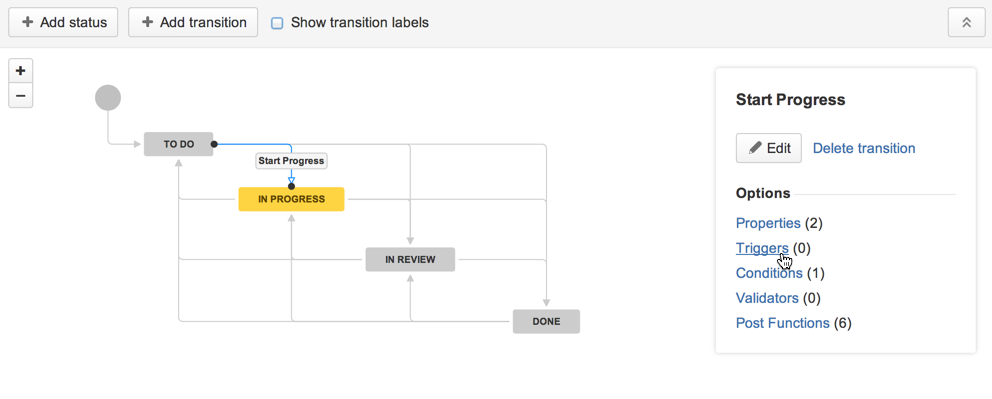 + Add status
+ Add transition
Show transition labels
+
−
TO DO
Start Progress
IN PROGRESS
IN REVIEW
DONE
Start Progress
Edit
Delete transition
Options
Properties (2)
Triggers (0)
Conditions (1)
Validators (0)
Post Functions (6)